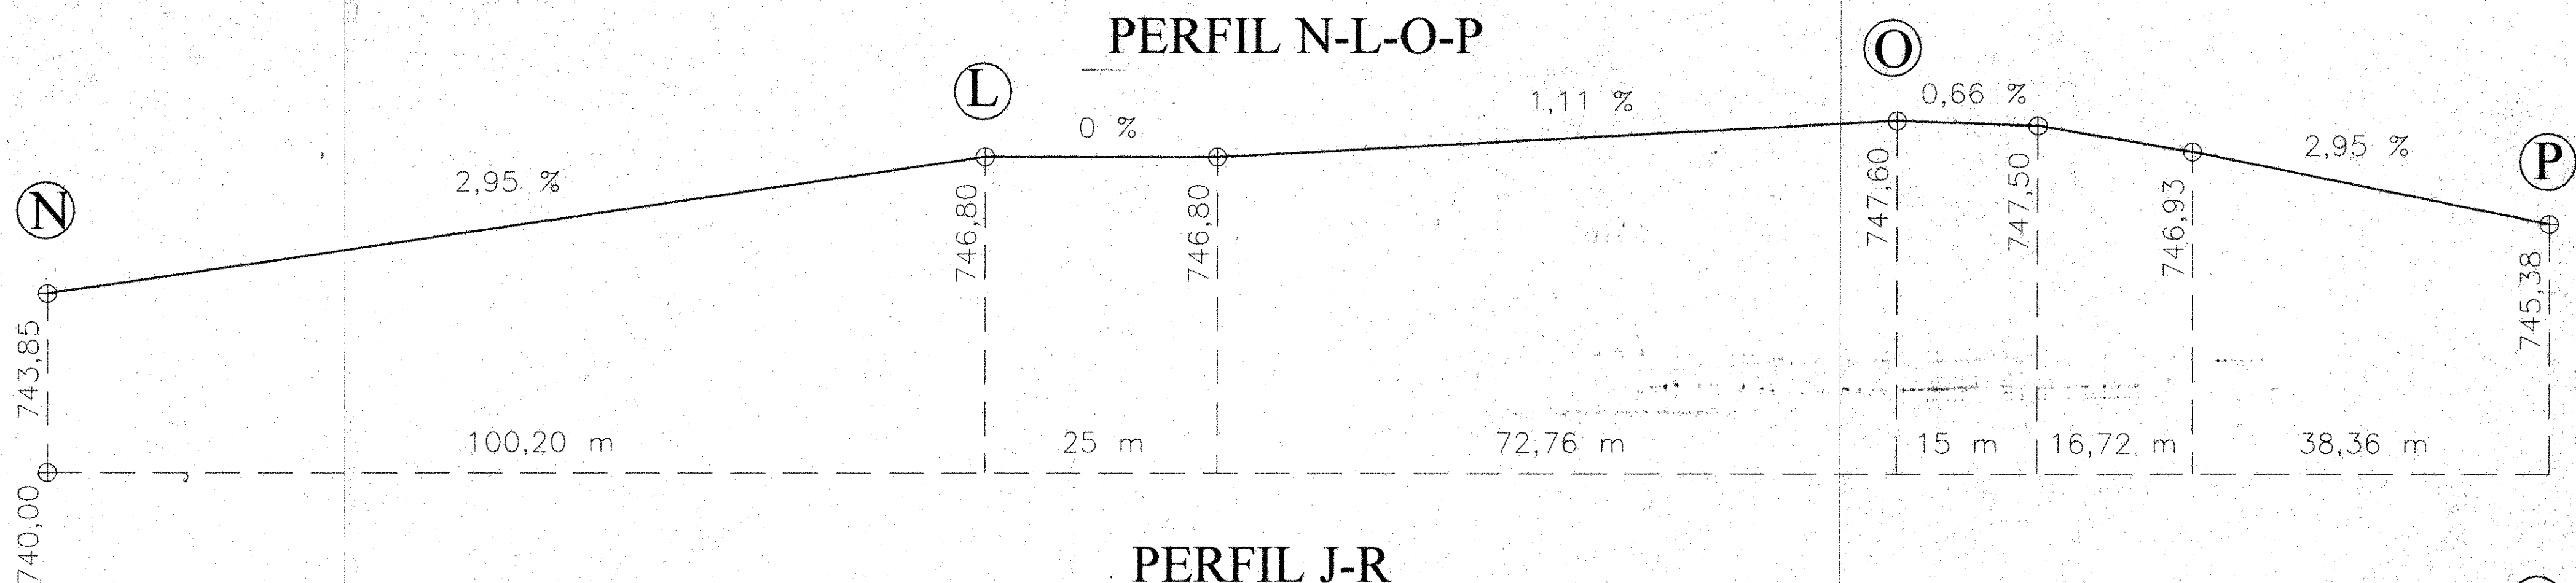 PERFIL N-L-O-P
N
L
O
P
2,95 %
0 %
1,11 %
0,66 %
2,95 %
743,85
746,80
746,80
747,60
747,50
746,93
745,38
740,00
100,20 m
25 m
72,76 m
15 m
16,72 m
38,36 m
PERFIL J-R